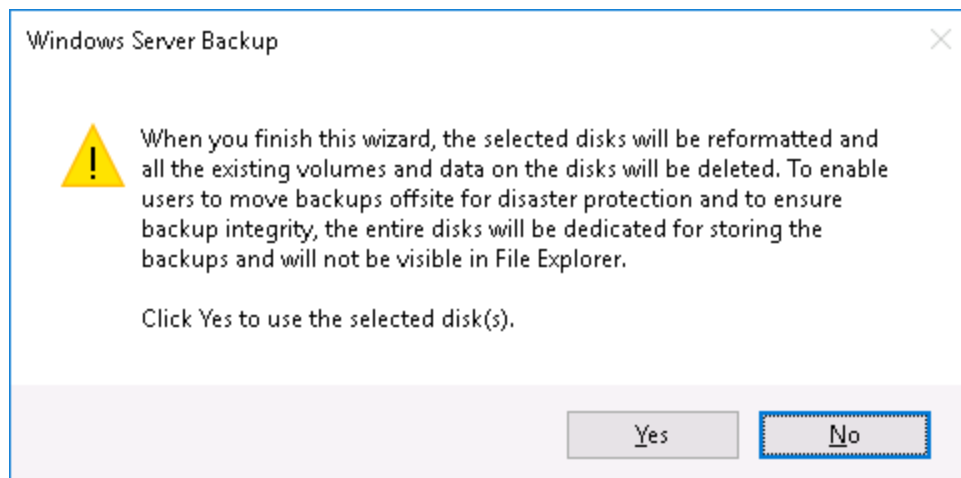 Windows Server Backup
When you finish this wizard, the selected disks will be reformatted and
all the existing volumes and data on the disks will be deleted. To enable
users to move backups offsite for disaster protection and to ensure
backup integrity, the entire disks will be dedicated for storing the
backups and will not be visible in File Explorer.
Click Yes to use the selected disk(s).
Yes
No